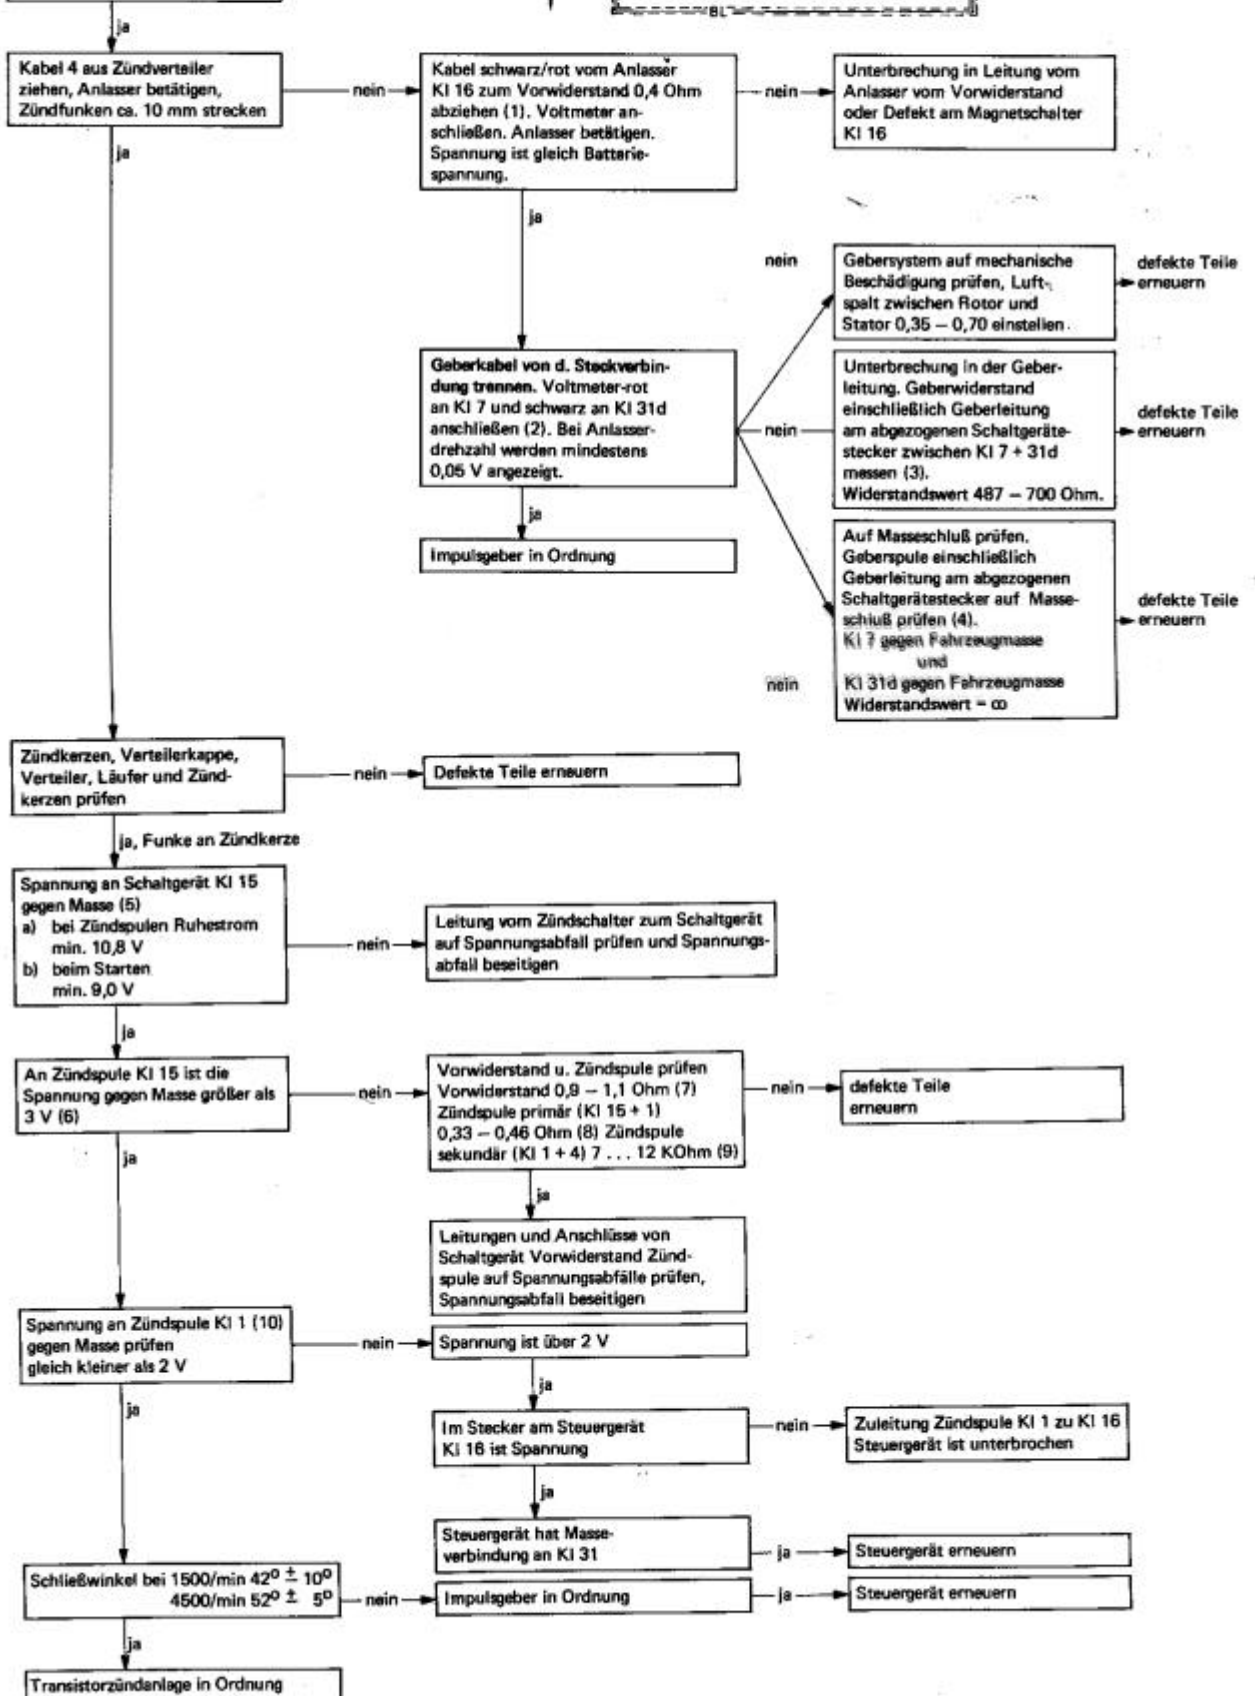 BL
ja
Kabel 4 aus Zündverteiler
ziehen, Anlasser betätigen,
Zündfunken ca. 10 mm strecken
nein
Kabel schwarz/rot vom Anlasser
Kl 16 zum Vorwiderstand 0,4 Ohm
abziehen (1). Voltmeter an-
schließen. Anlasser betätigen.
Spannung ist gleich Batterie-
spannung.
nein
Unterbrechung in Leitung vom
Anlasser vom Vorwiderstand
oder Defekt am Magnetschalter
Kl 16
ja
ja
nein
Gebersystem auf mechanische
Beschädigung prüfen, Luft-
spalt zwischen Rotor und
Stator 0,35 – 0,70 einstellen.
defekte Teile
erneuern
Geberkabel von d. Steckverbin-
dung trennen. Voltmeter-rot
an Kl 7 und schwarz an Kl 31d
anschließen (2). Bei Anlasser-
drehzahl werden mindestens
0,05 V angezeigt.
nein
Unterbrechung in der Geber-
leitung. Geberwiderstand
einschließlich Geberleitung
am abgezogenen Schaltgeräte-
stecker zwischen Kl 7 + 31d
messen (3).
Widerstandswert 487 – 700 Ohm.
defekte Teile
erneuern
ja
Impulsgeber in Ordnung
Auf Masseschluß prüfen.
Geberspule einschließlich
Geberleitung am abgezogenen
Schaltgerätestecker auf Masse-
schluß prüfen (4).
Kl 7 gegen Fahrzeugmasse
und
Kl 31d gegen Fahrzeugmasse
Widerstandswert = ∞
nein
defekte Teile
erneuern
Zündkerzen, Verteilerkappe,
Verteiler, Läufer und Zünd-
kerzen prüfen
nein
Defekte Teile erneuern
ja, Funke an Zündkerze
Spannung an Schaltgerät Kl 15
gegen Masse (5)
a) bei Zündspulen Ruhestrom
min. 10,8 V
b) beim Starten
min. 9,0 V
nein
Leitung vom Zündschalter zum Schaltgerät
auf Spannungsabfall prüfen und Spannungs-
abfall beseitigen
ja
An Zündspule Kl 15 ist die
Spannung gegen Masse größer als
3 V (6)
nein
Vorwiderstand u. Zündspule prüfen
Vorwiderstand 0,9 – 1,1 Ohm (7)
Zündspule primär (Kl 15 + 1)
0,33 – 0,46 Ohm (8) Zündspule
sekundär (Kl 1 + 4) 7 . . . 12 KOhm (9)
nein
defekte Teile
erneuern
ja
ja
Leitungen und Anschlüsse von
Schaltgerät Vorwiderstand Zünd-
spule auf Spannungsabfälle prüfen,
Spannungsabfall beseitigen
Spannung an Zündspule Kl 1 (10)
gegen Masse prüfen
gleich kleiner als 2 V
nein
Spannung ist über 2 V
ja
ja
Im Stecker am Steuergerät
Kl 16 ist Spannung
nein
Zuleitung Zündspule Kl 1 zu Kl 16
Steuergerät ist unterbrochen
ja
Steuergerät hat Masse-
verbindung an Kl 31
ja
Steuergerät erneuern
Schließwinkel bei 1500/min 42° ± 10°
4500/min 52° ± 5°
nein
Impulsgeber in Ordnung
ja
Steuergerät erneuern
ja
Transistorzündanlage in Ordnung